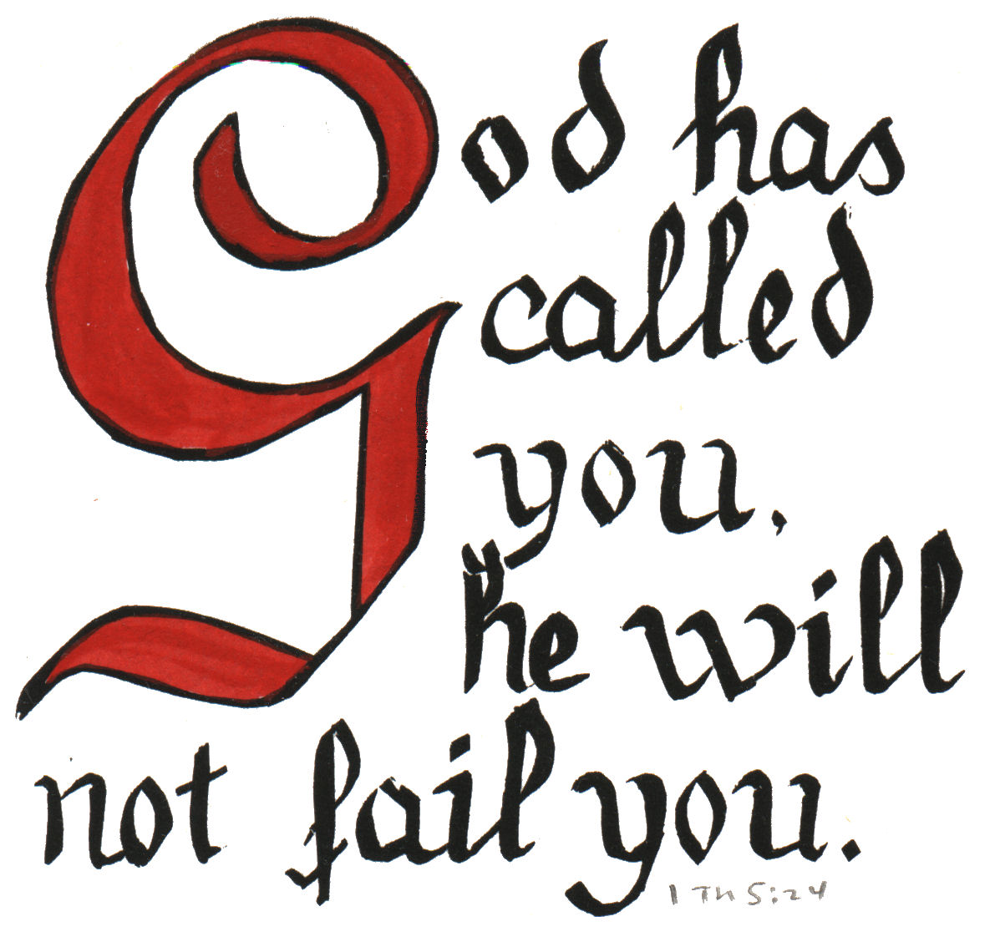 God has
called
you,
he will
not fail you.
1 Th 5:24